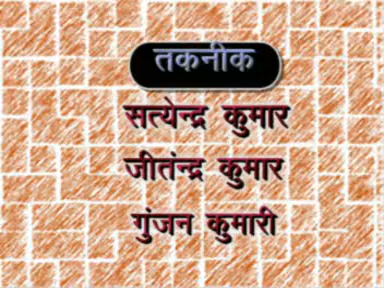 तकनीक
सत्येन्द्र कुमार
जीतंन्द्र कुमार
गुंजन कुमारी